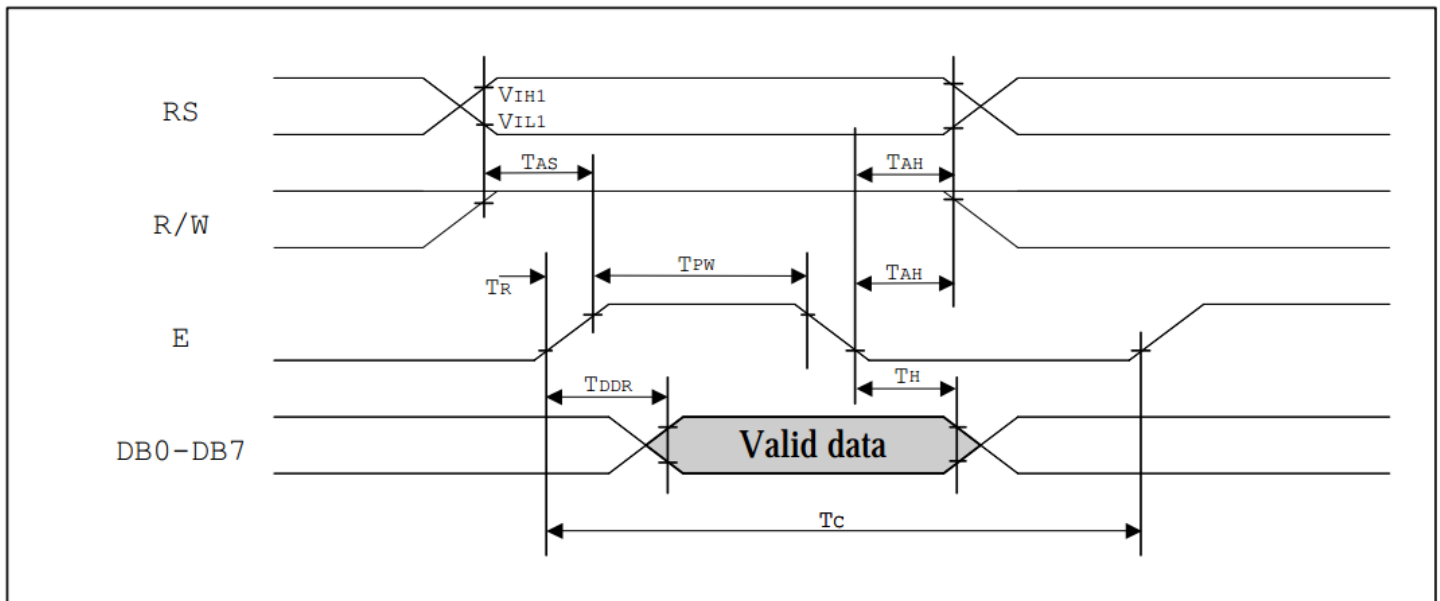 RS
VIH1
VIL1
TAS
TAH
R/W
TPW
TAH
TR
E
TDDR
TH
DB0-DB7
Valid data
TC